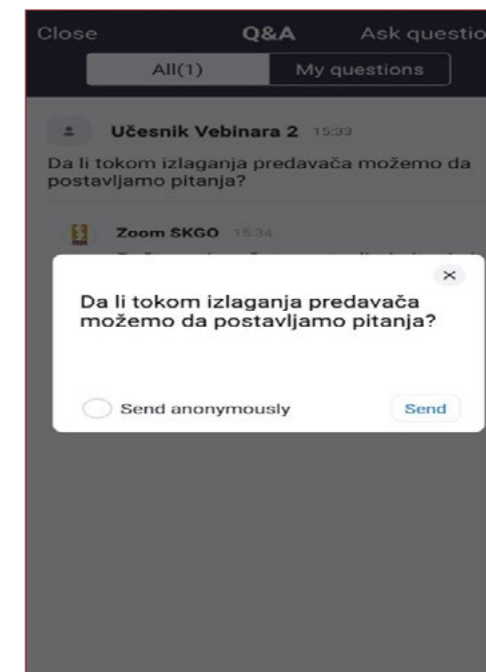 Close Q&A Ask questio
All(1) My questions
Učesnik Vebinara 2 15:33
Da li tokom izlaganja predavača možemo da
postavljamo pitanja?
Zoom SKGO 15:34
Da li tokom izlaganja predavača
možemo da postavljamo pitanja?
Send anonymously Send